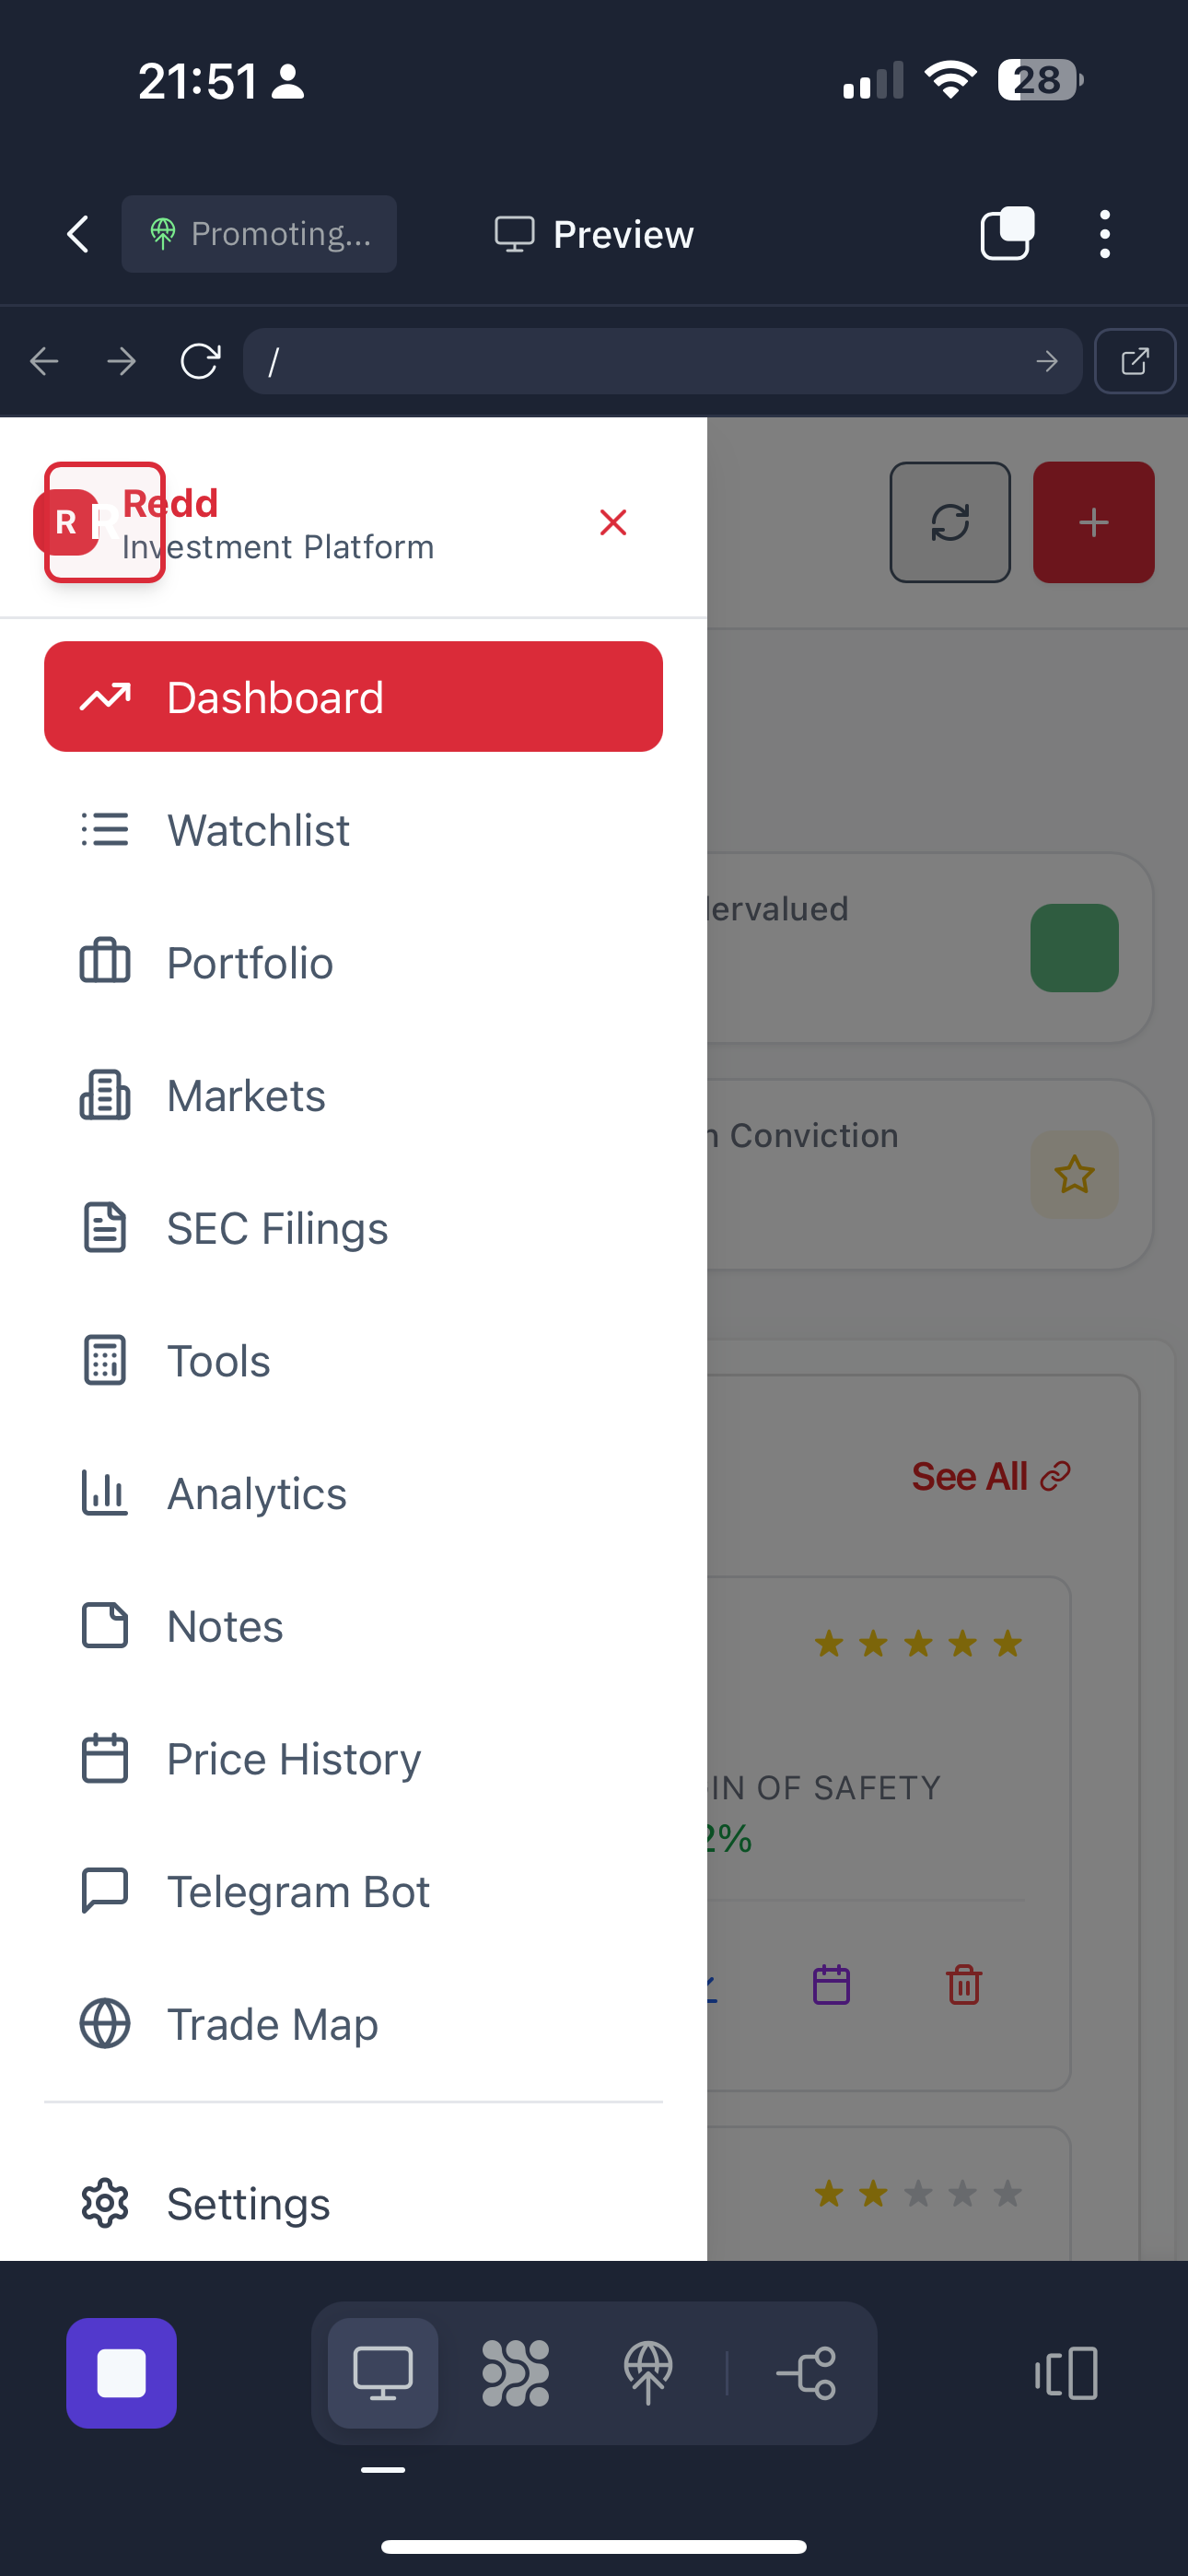 21:51
28
Promoting...
Preview
/
R
R
Redd
Investment Platform
Dashboard
Watchlist
Portfolio
ervalued
Markets
Conviction
SEC Filings
Tools
Analytics
See All
Notes
Price History
IN OF SAFETY
2%
Telegram Bot
Trade Map
Settings